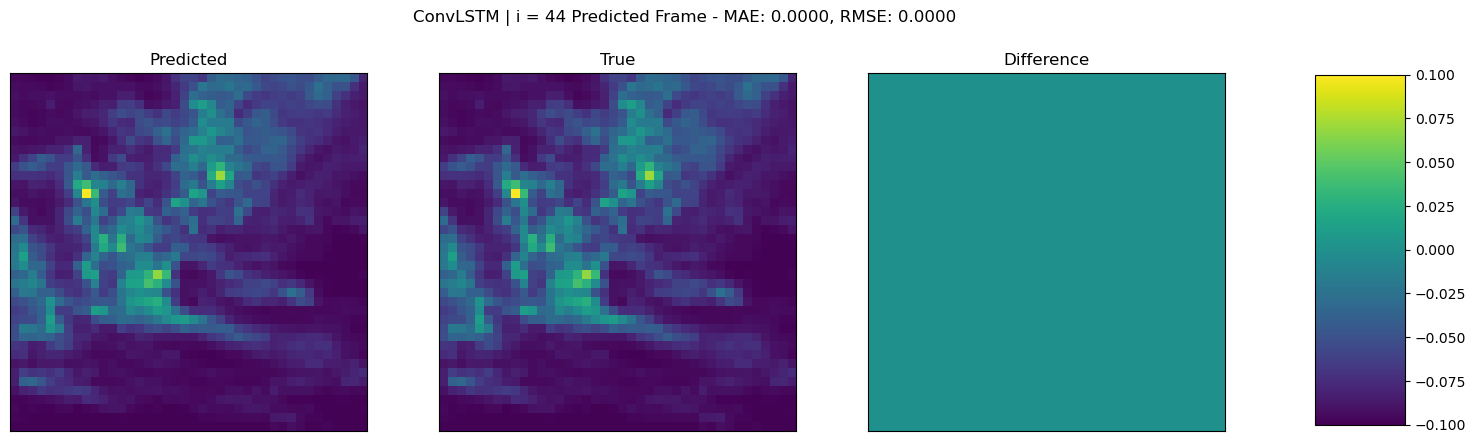 ConvLSTM | i = 44 Predicted Frame - MAE: 0.0000, RMSE: 0.0000
Predicted
True
Difference
0.100
0.075
0.050
0.025
0.000
−0.025
−0.050
−0.075
−0.100